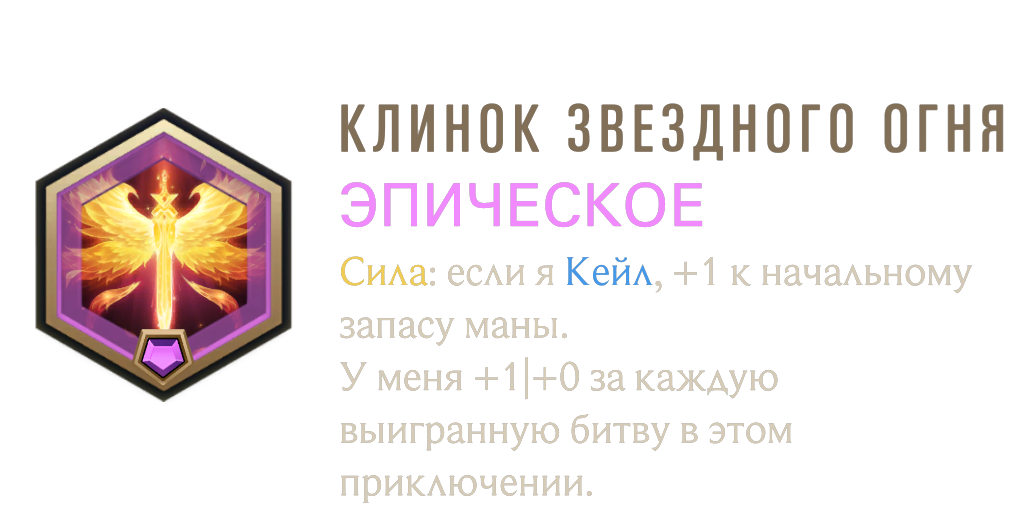 КЛИНОК ЗВЕЗДНОГО ОГНЯ
ЭПИЧЕСКОЕ
Сила: если я Кейл, +1 к начальному
запасу маны.
У меня +1|+0 за каждую
выигранную битву в этом
приключении.